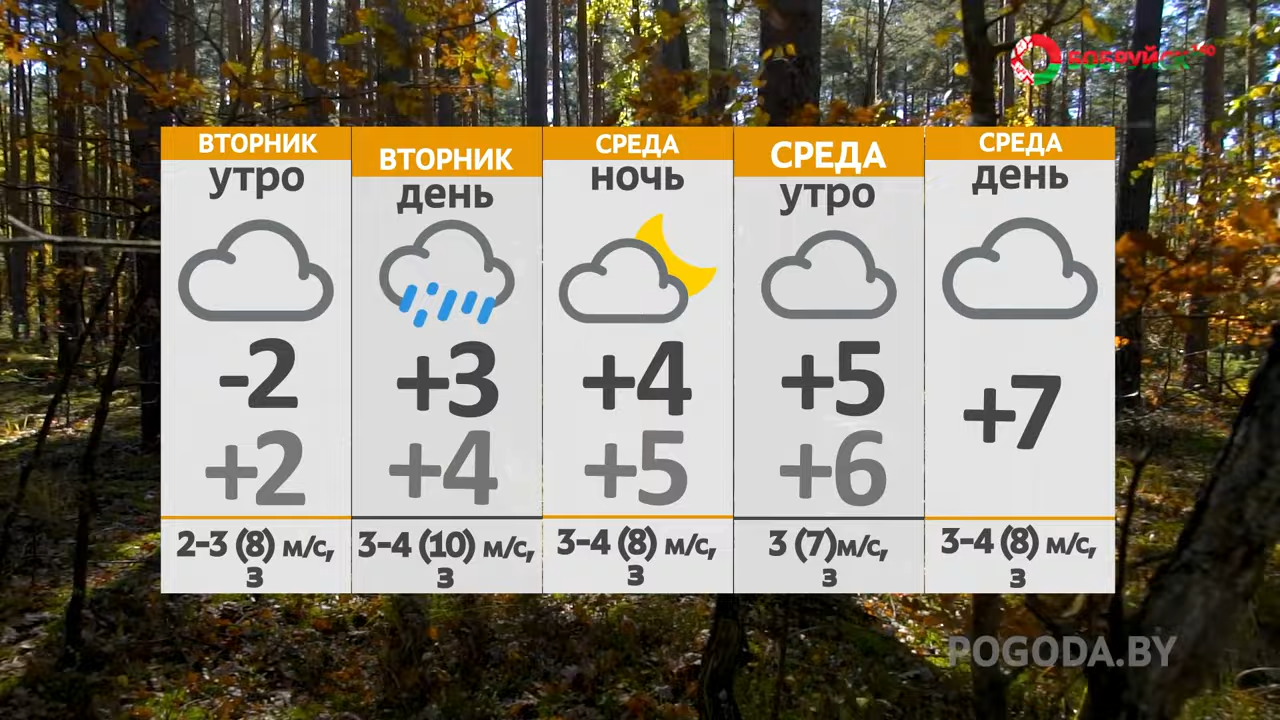 БОБРУЙСК
ВТОРНИК
утро
-2
+2
2-3 (8) м/с,
З
ВТОРНИК
день
+3
+4
3-4 (10) м/с,
З
СРЕДА
ночь
+4
+5
3-4 (8) м/с,
З
СРЕДА
утро
+5
+6
3 (7)м/с,
З
СРЕДА
день
+7
3-4 (8) м/с,
З
POGODA.BY